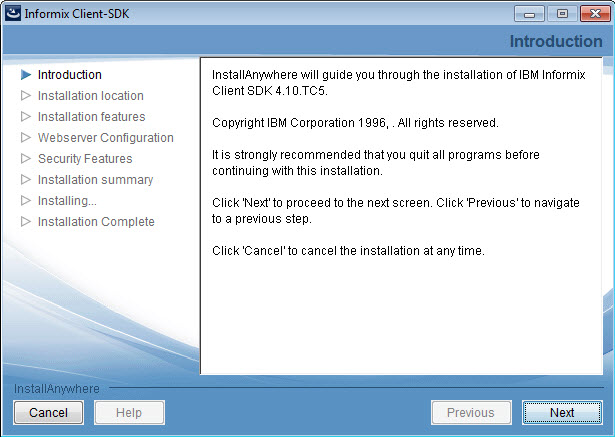 Informix Client-SDK
Introduction
Introduction
Installation location
Installation features
Webserver Configuration
Security Features
Installation summary
Installing...
Installation Complete
InstallAnywhere will guide you through the installation of IBM Informix
Client SDK 4.10.TC5.
Copyright IBM Corporation 1996, . All rights reserved.
It is strongly recommended that you quit all programs before
continuing with this installation.
Click 'Next' to proceed to the next screen. Click 'Previous' to navigate
to a previous step.
Click 'Cancel' to cancel the installation at any time.
InstallAnywhere
Cancel
Help
Previous
Next